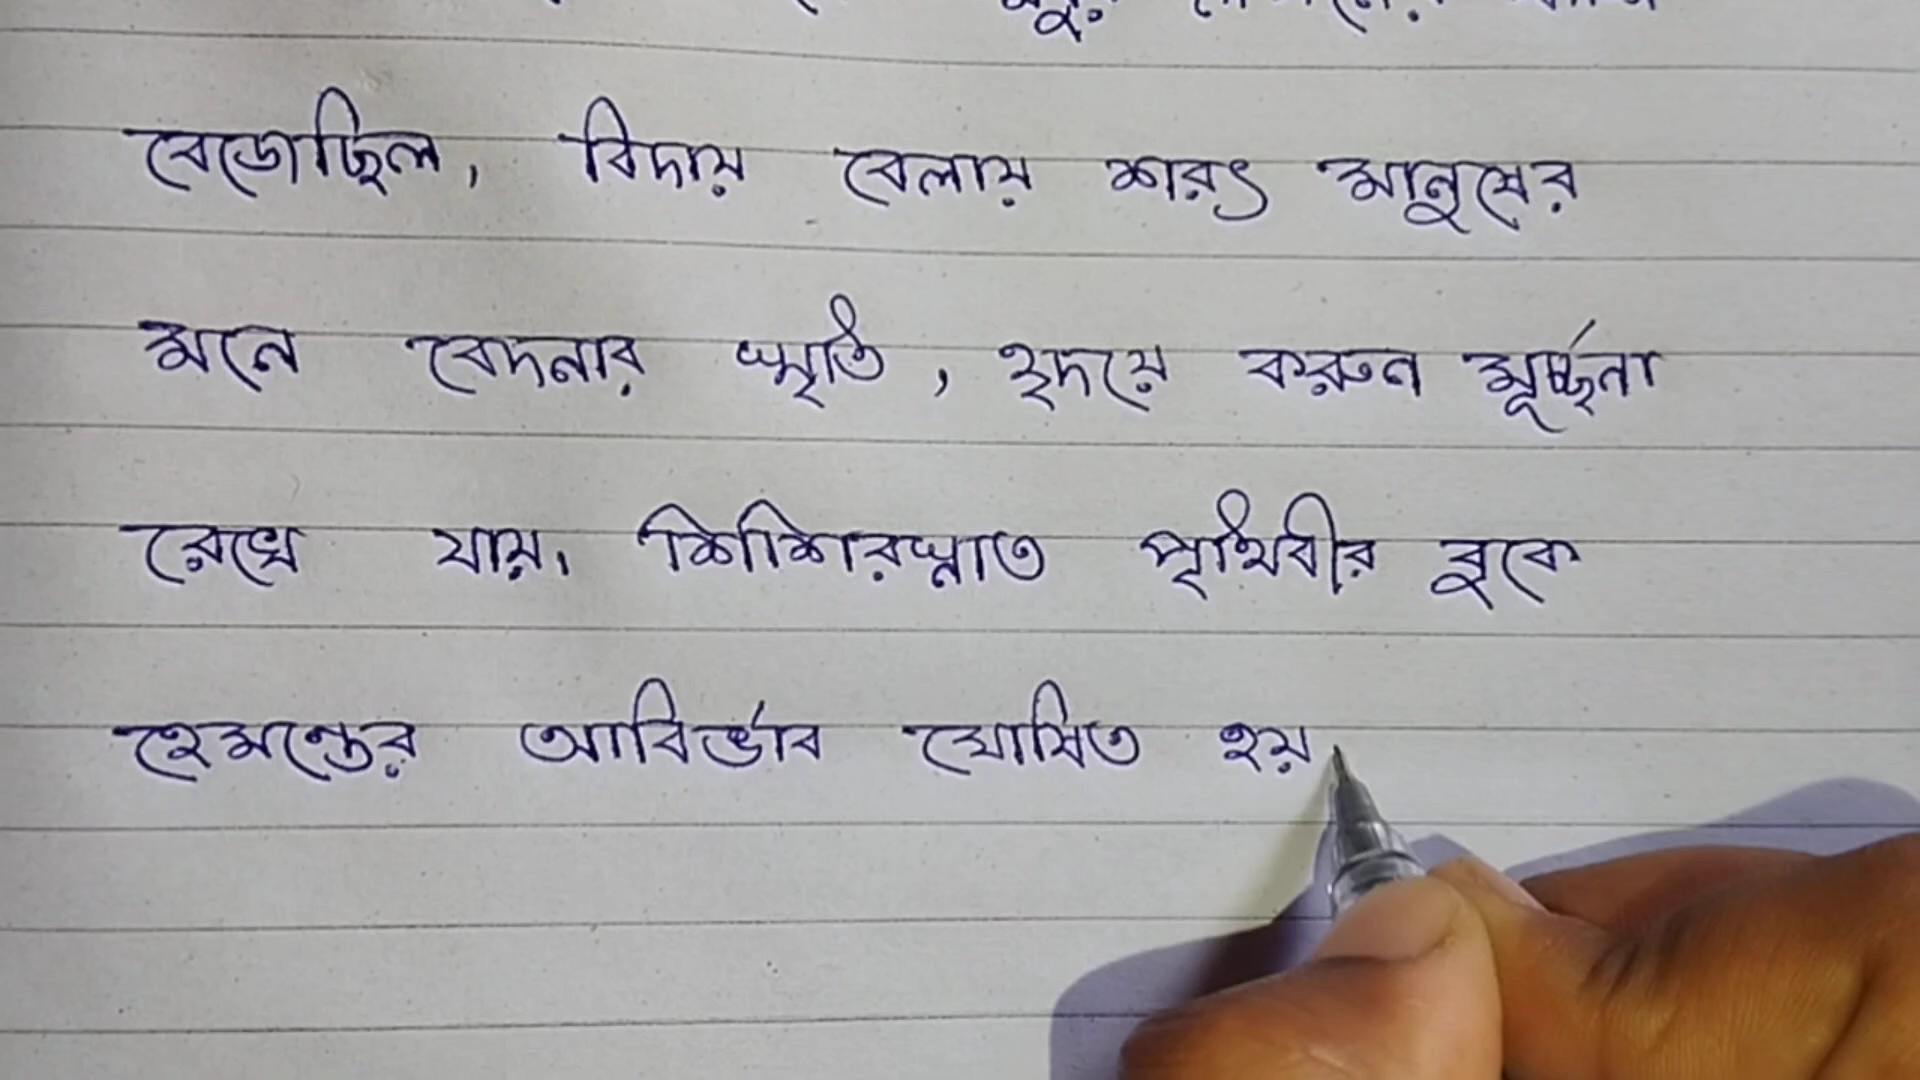 বেজেছিল, বিদায় বেলায় শরৎ মানুষের
মনে বেদনার স্মৃতি, হৃদয়ে করুন মূর্চ্ছনা
রেখে যায়। শিশিরস্নাত পৃথিবীর বুকে
হেমন্তের আবির্ভাব ঘোষিত হয়